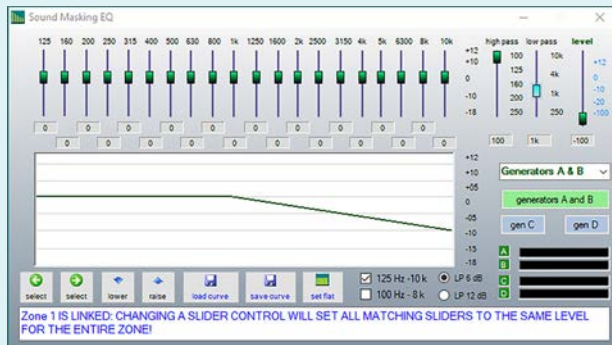 Sound Masking EQ
125 160 200 250 315 400 500 630 800 1k 1250 1600 2k 2500 3150 4k 5k 6300 8k 10k
+12
+10
0
-10
-18
high pass
100
125
160
200
250
low pass
10k
4k
1k
250
level
+12
0
-10
-20
-100
0 0 0 0 0 0 0 0 0 0
0 0 0 0 0 0 0 0 0 0
100
1k
-100
+12
+10
+05
0
-05
-10
-15
-18
Generators A & B
generators A and B
gen C
gen D
A
B
C
D
select
select
lower
raise
load curve
save curve
set flat
125 Hz -10 k
100 Hz - 8 k
LP 6 dB
LP 12 dB
Zone 1 IS LINKED: CHANGING A SLIDER CONTROL WILL SET ALL MATCHING SLIDERS TO THE SAME LEVEL
FOR THE ENTIRE ZONE!